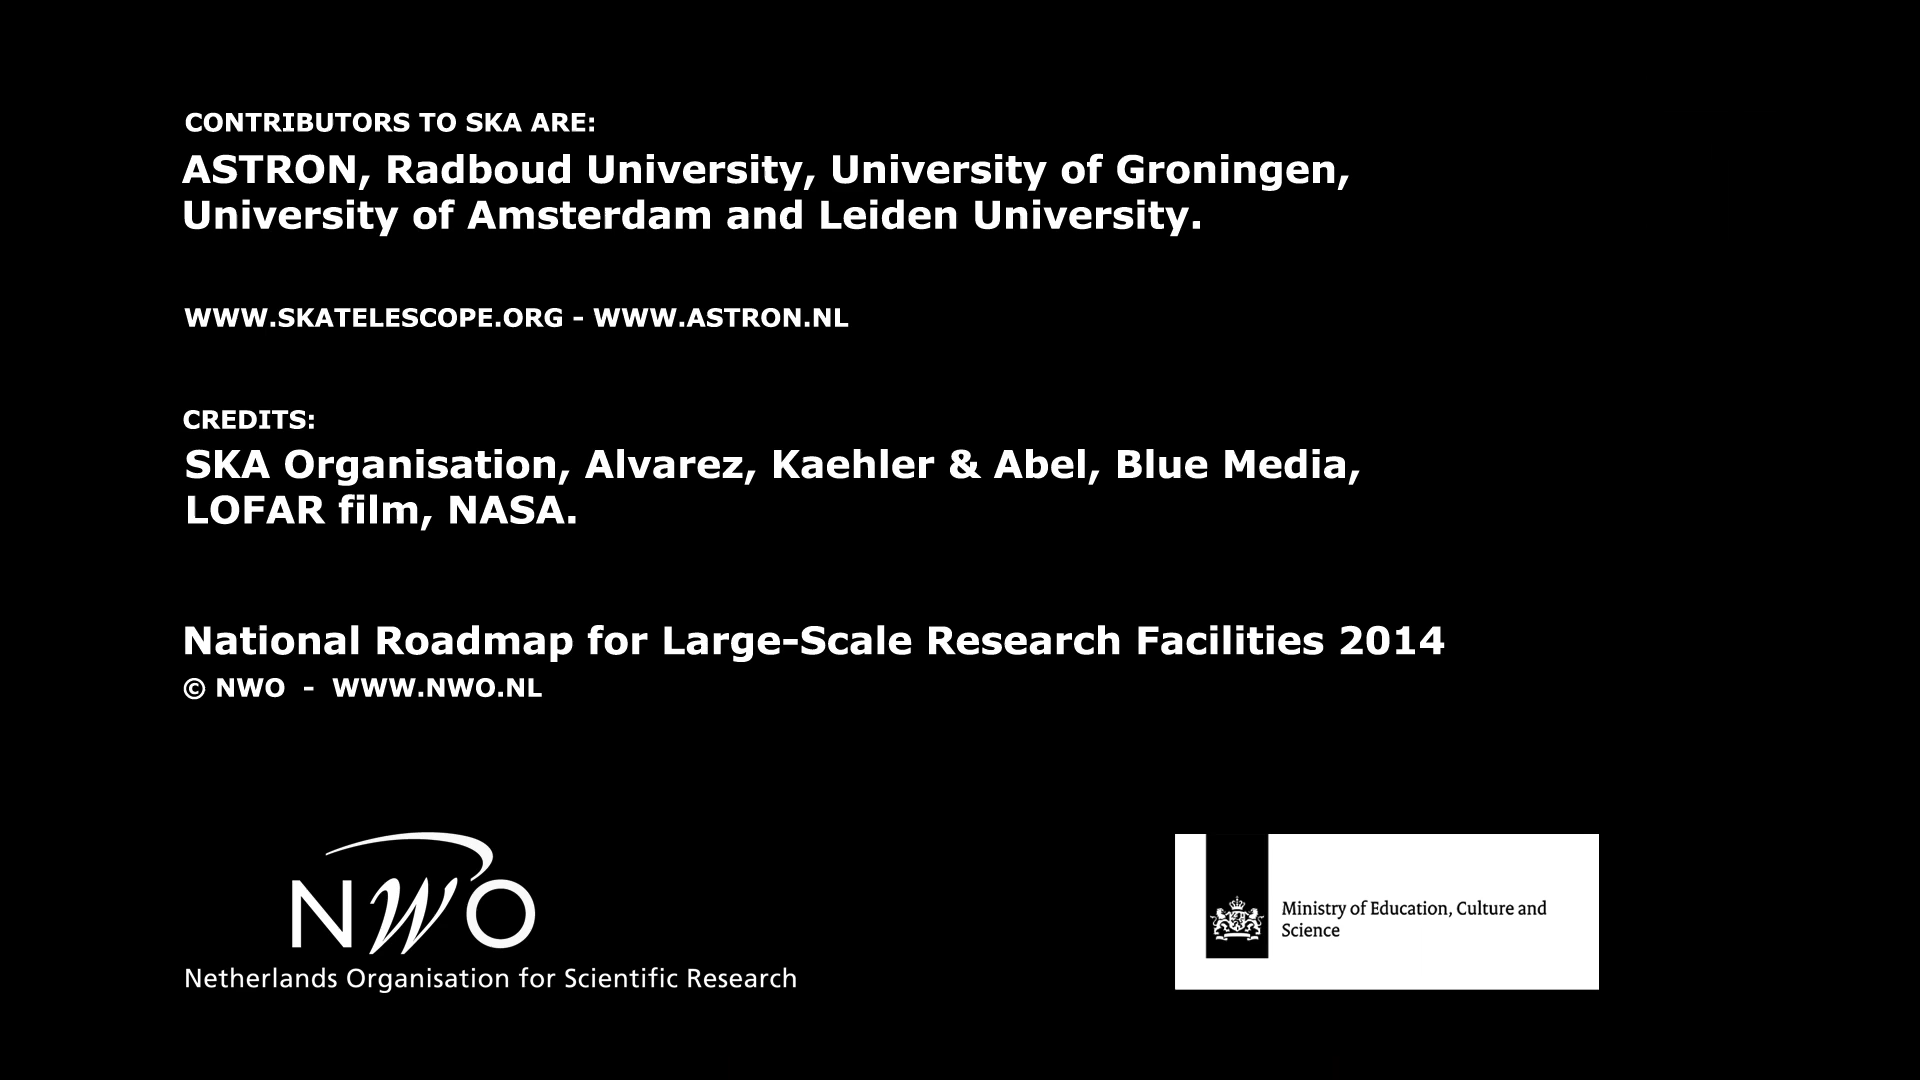 CONTRIBUTORS TO SKA ARE:
ASTRON, Radboud University, University of Groningen,
University of Amsterdam and Leiden University.
WWW.SKATELESCOPE.ORG - WWW.ASTRON.NL
CREDITS:
SKA Organisation, Alvarez, Kaehler & Abel, Blue Media,
LOFAR film, NASA.
National Roadmap for Large-Scale Research Facilities 2014
© NWO - WWW.NWO.NL
NWO
Netherlands Organisation for Scientific Research
Ministry of Education, Culture and
Science